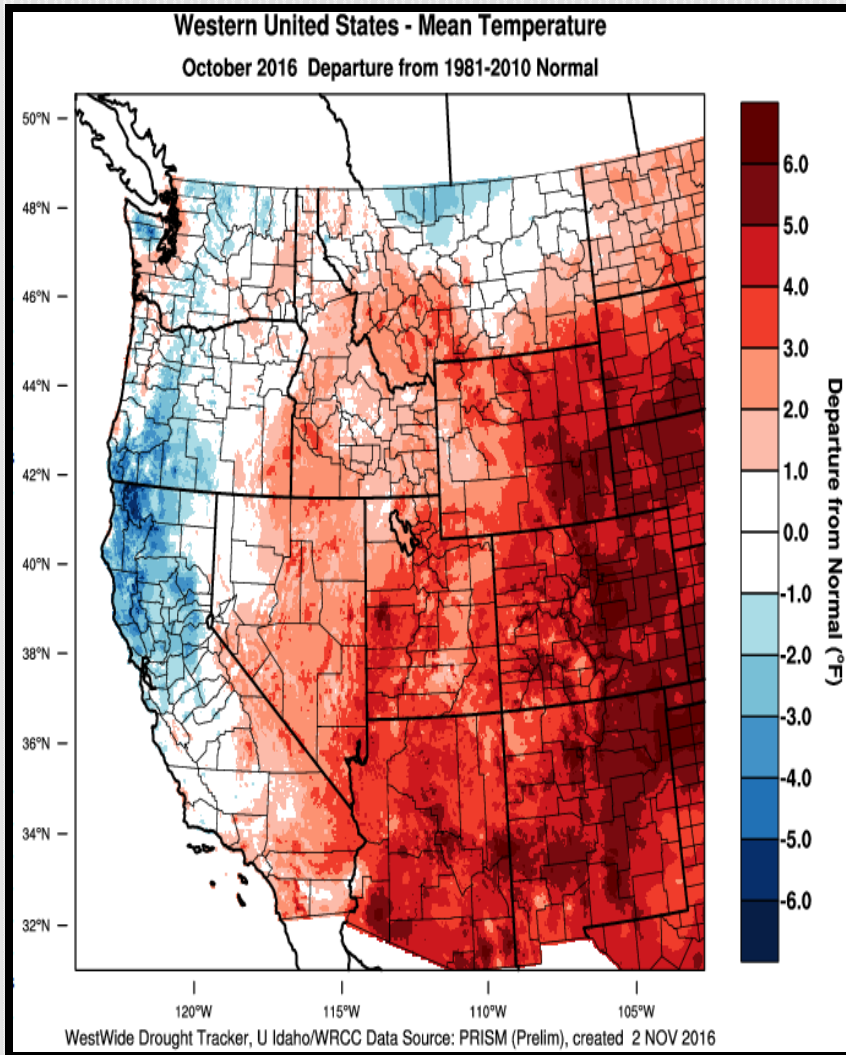 Western United States - Mean Temperature
October 2016  Departure from 1981-2010 Normal
50°N
48°N
46°N
44°N
42°N
40°N
38°N
36°N
34°N
32°N
120°W
115°W
110°W
105°W
6.0
5.0
4.0
3.0
2.0
1.0
0.0
-1.0
-2.0
-3.0
-4.0
-5.0
-6.0
Departure from Normal (°F)
WestWide Drought Tracker, U Idaho/WRCC Data Source: PRISM (Prelim), created  2 NOV 2016